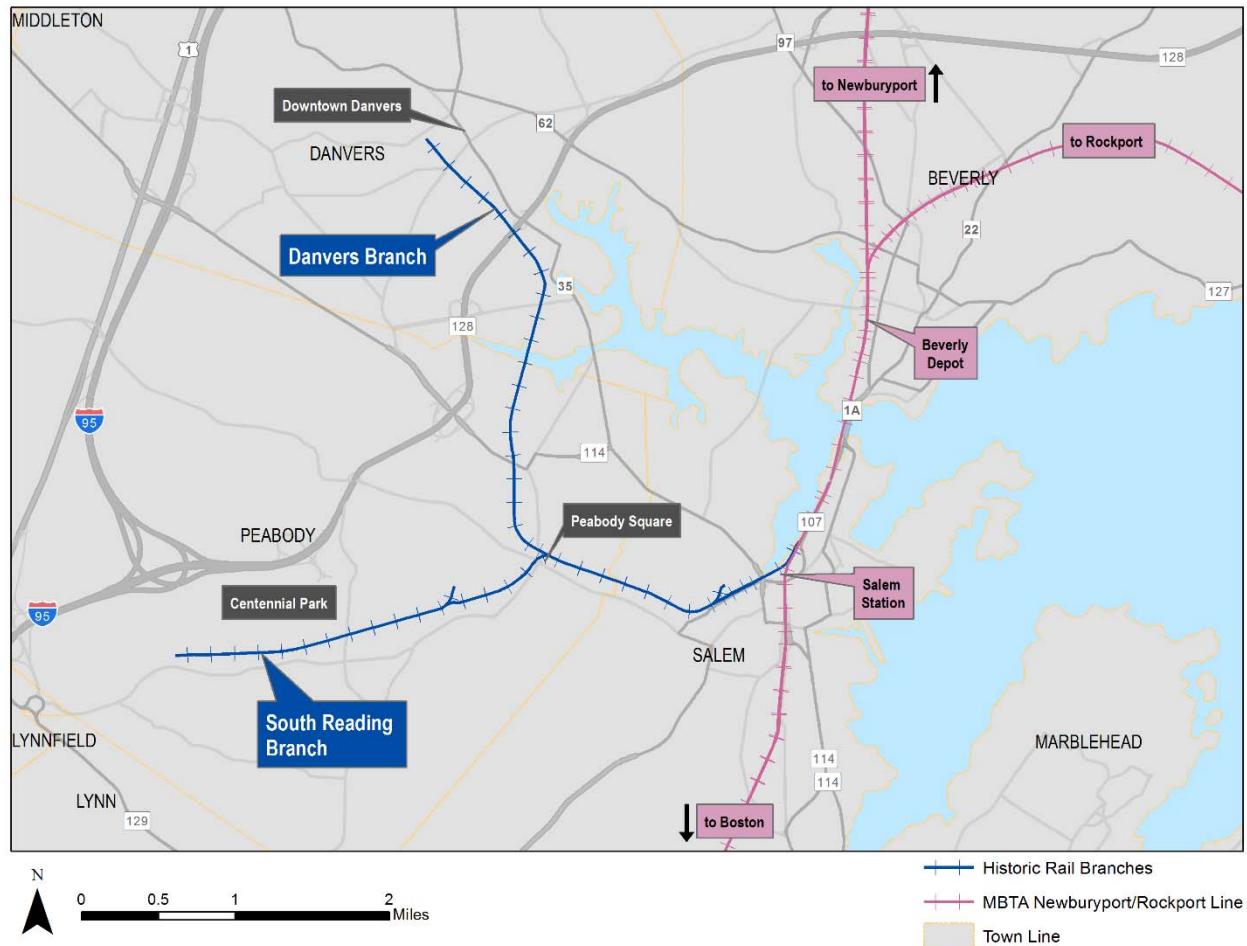 MIDDLETON
1
97
128
to Newburyport
Downtown Danvers
62
to Rockport
DANVERS
BEVERLY
22
Danvers Branch
35
127
128
Beverly
Depot
95
1A
114
107
Peabody Square
PEABODY
Salem
Station
Centennial Park
95
SALEM
South Reading
Branch
LYNNFIELD
MARBLEHEAD
114
114
LYNN
129
to Boston
N
0 0.5 1 2
Miles
Historic Rail Branches
MBTA Newburyport/Rockport Line
Town Line